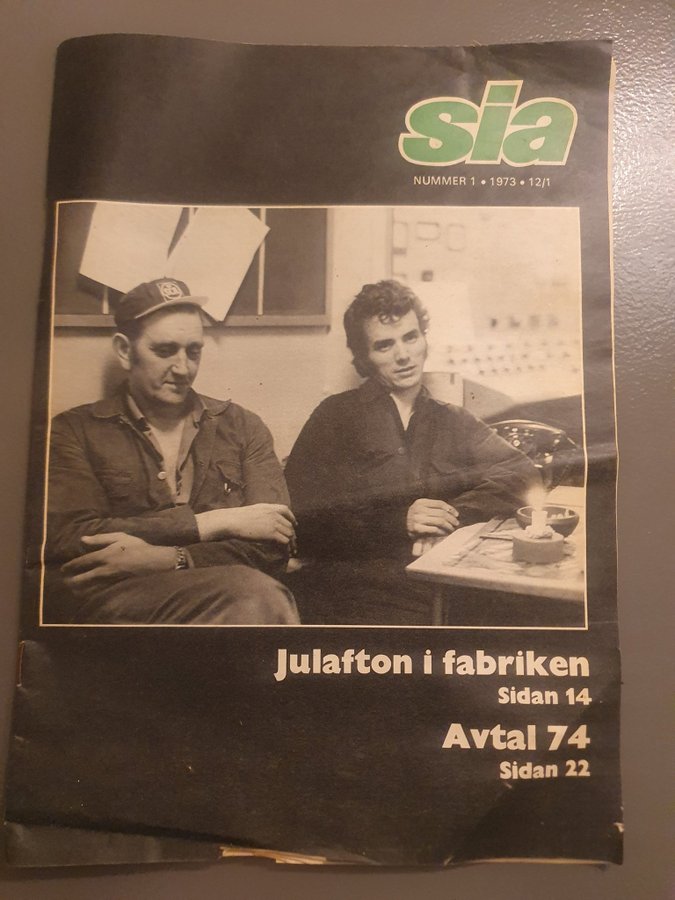 sia
NUMMER 1 • 1973 • 12/1
Julafton i fabriken
Sidan 14
Avtal 74
Sidan 22